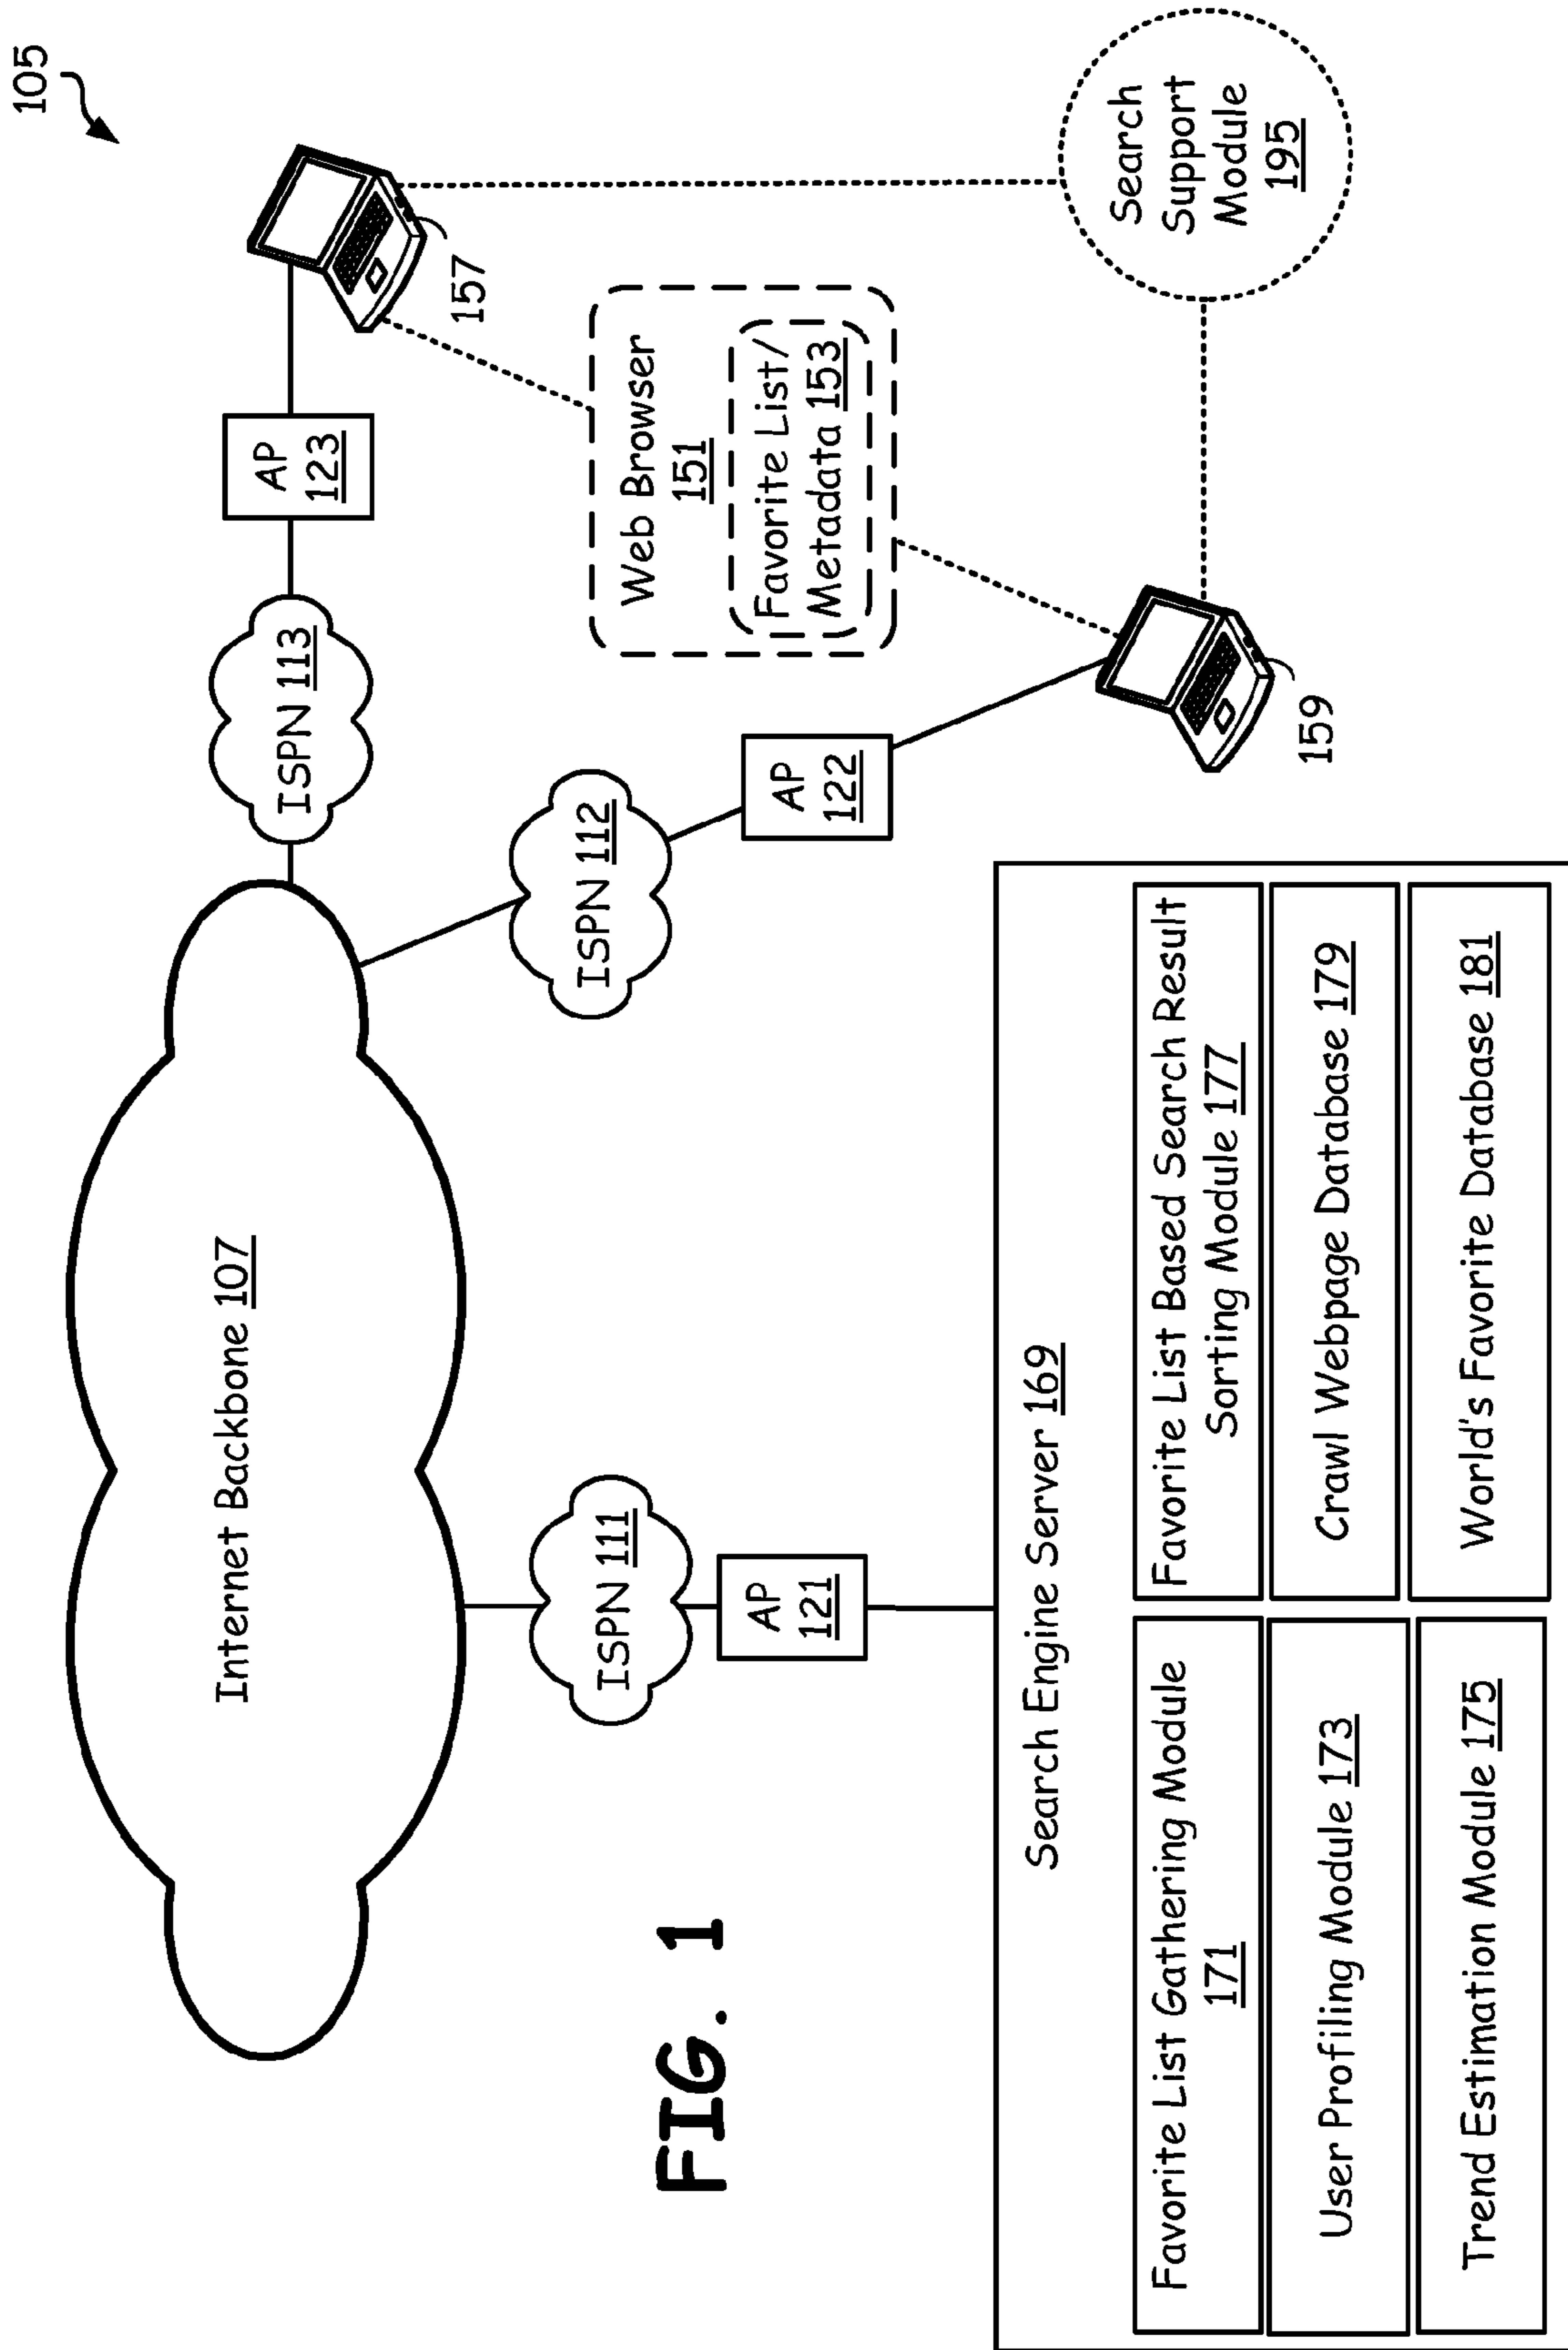 105
Internet Backbone 107
ISPN 113
AP
123
157
ISPN 112
AP
122
159
Web Browser
151
Favorite List/
Metadata 153
Search
Support
Module
195
ISPN 111
AP
121
FIG. 1
Search Engine Server 169
Favorite List Gathering Module
171
User Profiling Module 173
Trend Estimation Module 175
Favorite List Based Search Result
Sorting Module 177
Crawl Webpage Database 179
World's Favorite Database 181